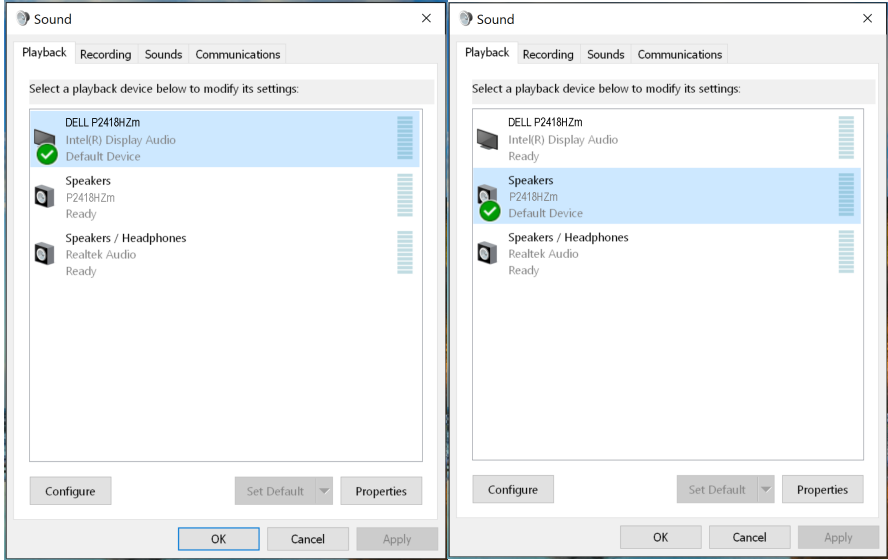 Sound
Playback Recording Sounds Communications
Select a playback device below to modify its settings:
DELL P2418HZm
Intel(R) Display Audio
Default Device
Speakers
P2418HZm
Ready
Speakers / Headphones
Realtek Audio
Ready
Configure Set Default Properties
OK Cancel Apply
Sound
Playback Recording Sounds Communications
Select a playback device below to modify its settings:
DELL P2418HZm
Intel(R) Display Audio
Ready
Speakers
P2418HZm
Default Device
Speakers / Headphones
Realtek Audio
Ready
Configure Set Default Properties
OK Cancel Apply